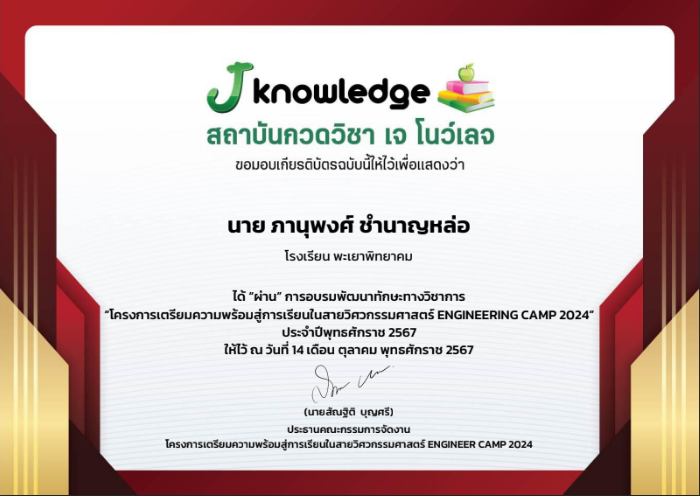 J knowledge
สถาบันกวดวิชา เจ โนว์เลจ
ขอมอบเกียรติบัตรฉบับนี้ให้ไว้เพื่อแสดงว่า
นาย ภานุพงศ์ ชำนาญหล่อ
โรงเรียน พะเยาพิทยาคม
ได้ “ผ่าน” การอบรมพัฒนาทักษะทางวิชาการ
“โครงการเตรียมความพร้อมสู่การเรียนในสายวิศวกรรมศาสตร์ ENGINEERING CAMP 2024”
ประจำปีพุทธศักราช 2567
ให้ไว้ ณ วันที่ 14 เดือน ตุลาคม พุทธศักราช 2567
(นายสัณฐิติ บุญศรี)
ประธานคณะกรรมการจัดงาน
โครงการเตรียมความพร้อมสู่การเรียนในสายวิศวกรรมศาสตร์ ENGINEER CAMP 2024